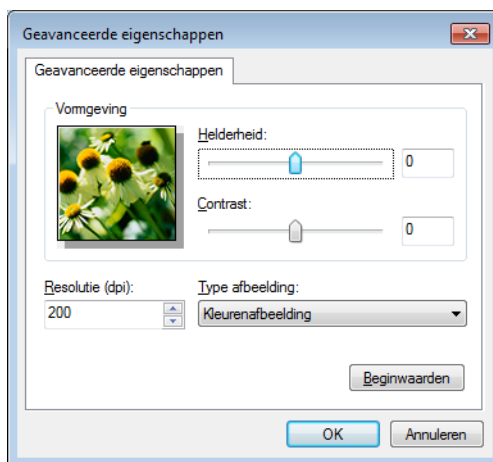 Geavanceerde eigenschappen
Geavanceerde eigenschappen
Vormgeving
Helderheid:
0
Contrast:
0
Resolutie (dpi):
Type afbeelding:
200
Kleurenafbeelding
Beginwaarden
OK
Annuleren